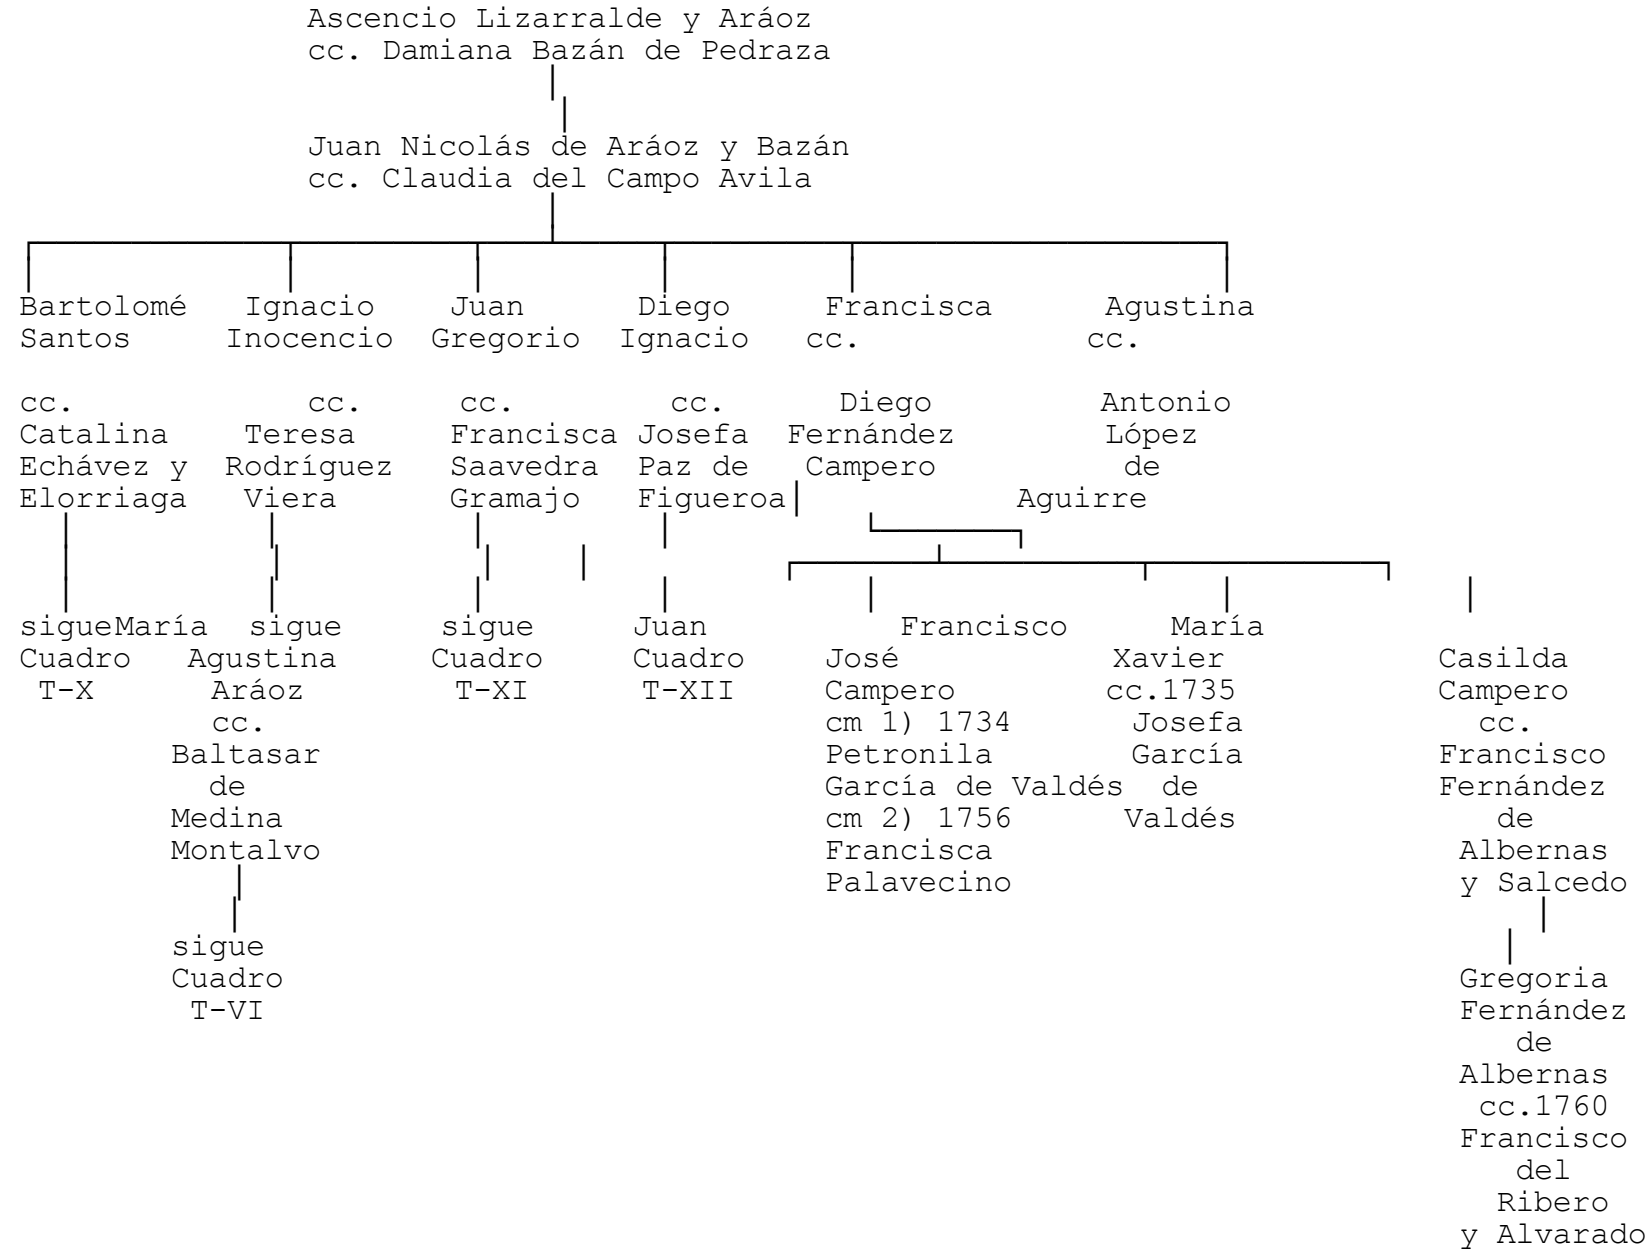 Ascencio Lizarralde y Aráoz
cc. Damiana Bazán de Pedraza
Juan Nicolás de Aráoz y Bazán
cc. Claudia del Campo Avila
Bartolomé Ignacio Juan Diego Francisca Agustina
Santos Inocencio Gregorio Ignacio cc. cc.
cc. cc. cc. cc. Diego Antonio
Catalina Teresa Francisca Josefa Fernández López
Echávez y Rodríguez Saavedra Paz de Campero de
Elorriaga Viera Gramajo Figueroa Aguirre
sigueMaría sigue sigue Juan Francisco María
Cuadro Agustina Cuadro Cuadro José Xavier Casilda
T-X Aráoz T-XI T-XII Campero cc.1735 Campero
cc. cm 1) 1734 Josefa cc.
Baltasar Petronila García Francisco
de García de Valdés de Fernández
Medina cm 2) 1756 Valdés de
Montalvo Francisca Albernas
Palavecino y Salcedo
sigue
Cuadro Gregoria
T-VI Fernández
de
Albernas
cc.1760
Francisco
del
Ribero
y Alvarado